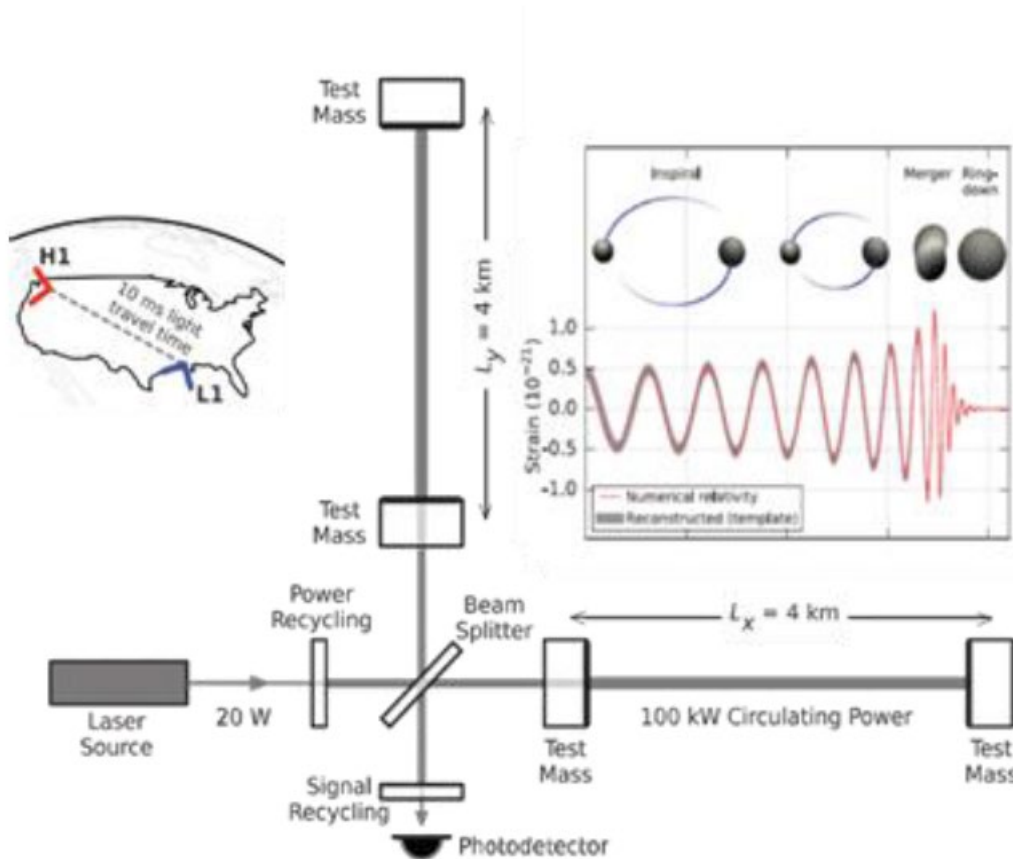 Test
Mass
L_y = 4 km
Inspiral
Merger
Ring-
down
H1
10 ms light
travel time
L1
Strain (10^-21)
1.0
0.5
0.0
-0.5
-1.0
Numerical relativity
Reconstructed (template)
Test
Mass
Power
Recycling
Beam
Splitter
L_x = 4 km
Laser
Source
20 W
100 kW Circulating Power
Test
Mass
Test
Mass
Signal
Recycling
Photodetector